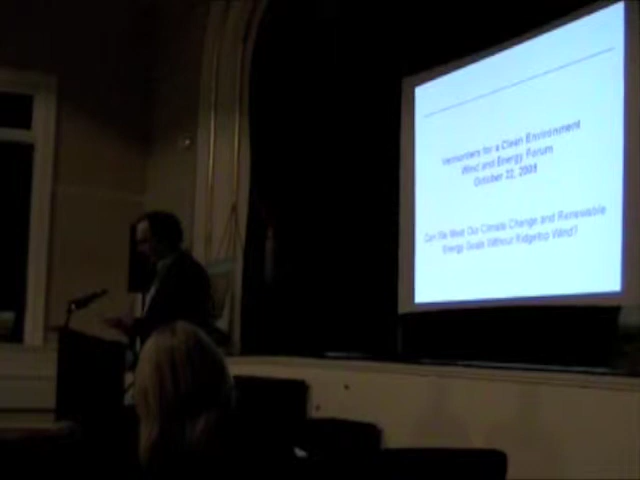 Vermonters for a Clean Environment
Wind and Energy Forum
October 22, 2009
Can We Meet Our Climate Change and Renewable
Energy Goals Without Ridgetop Wind?